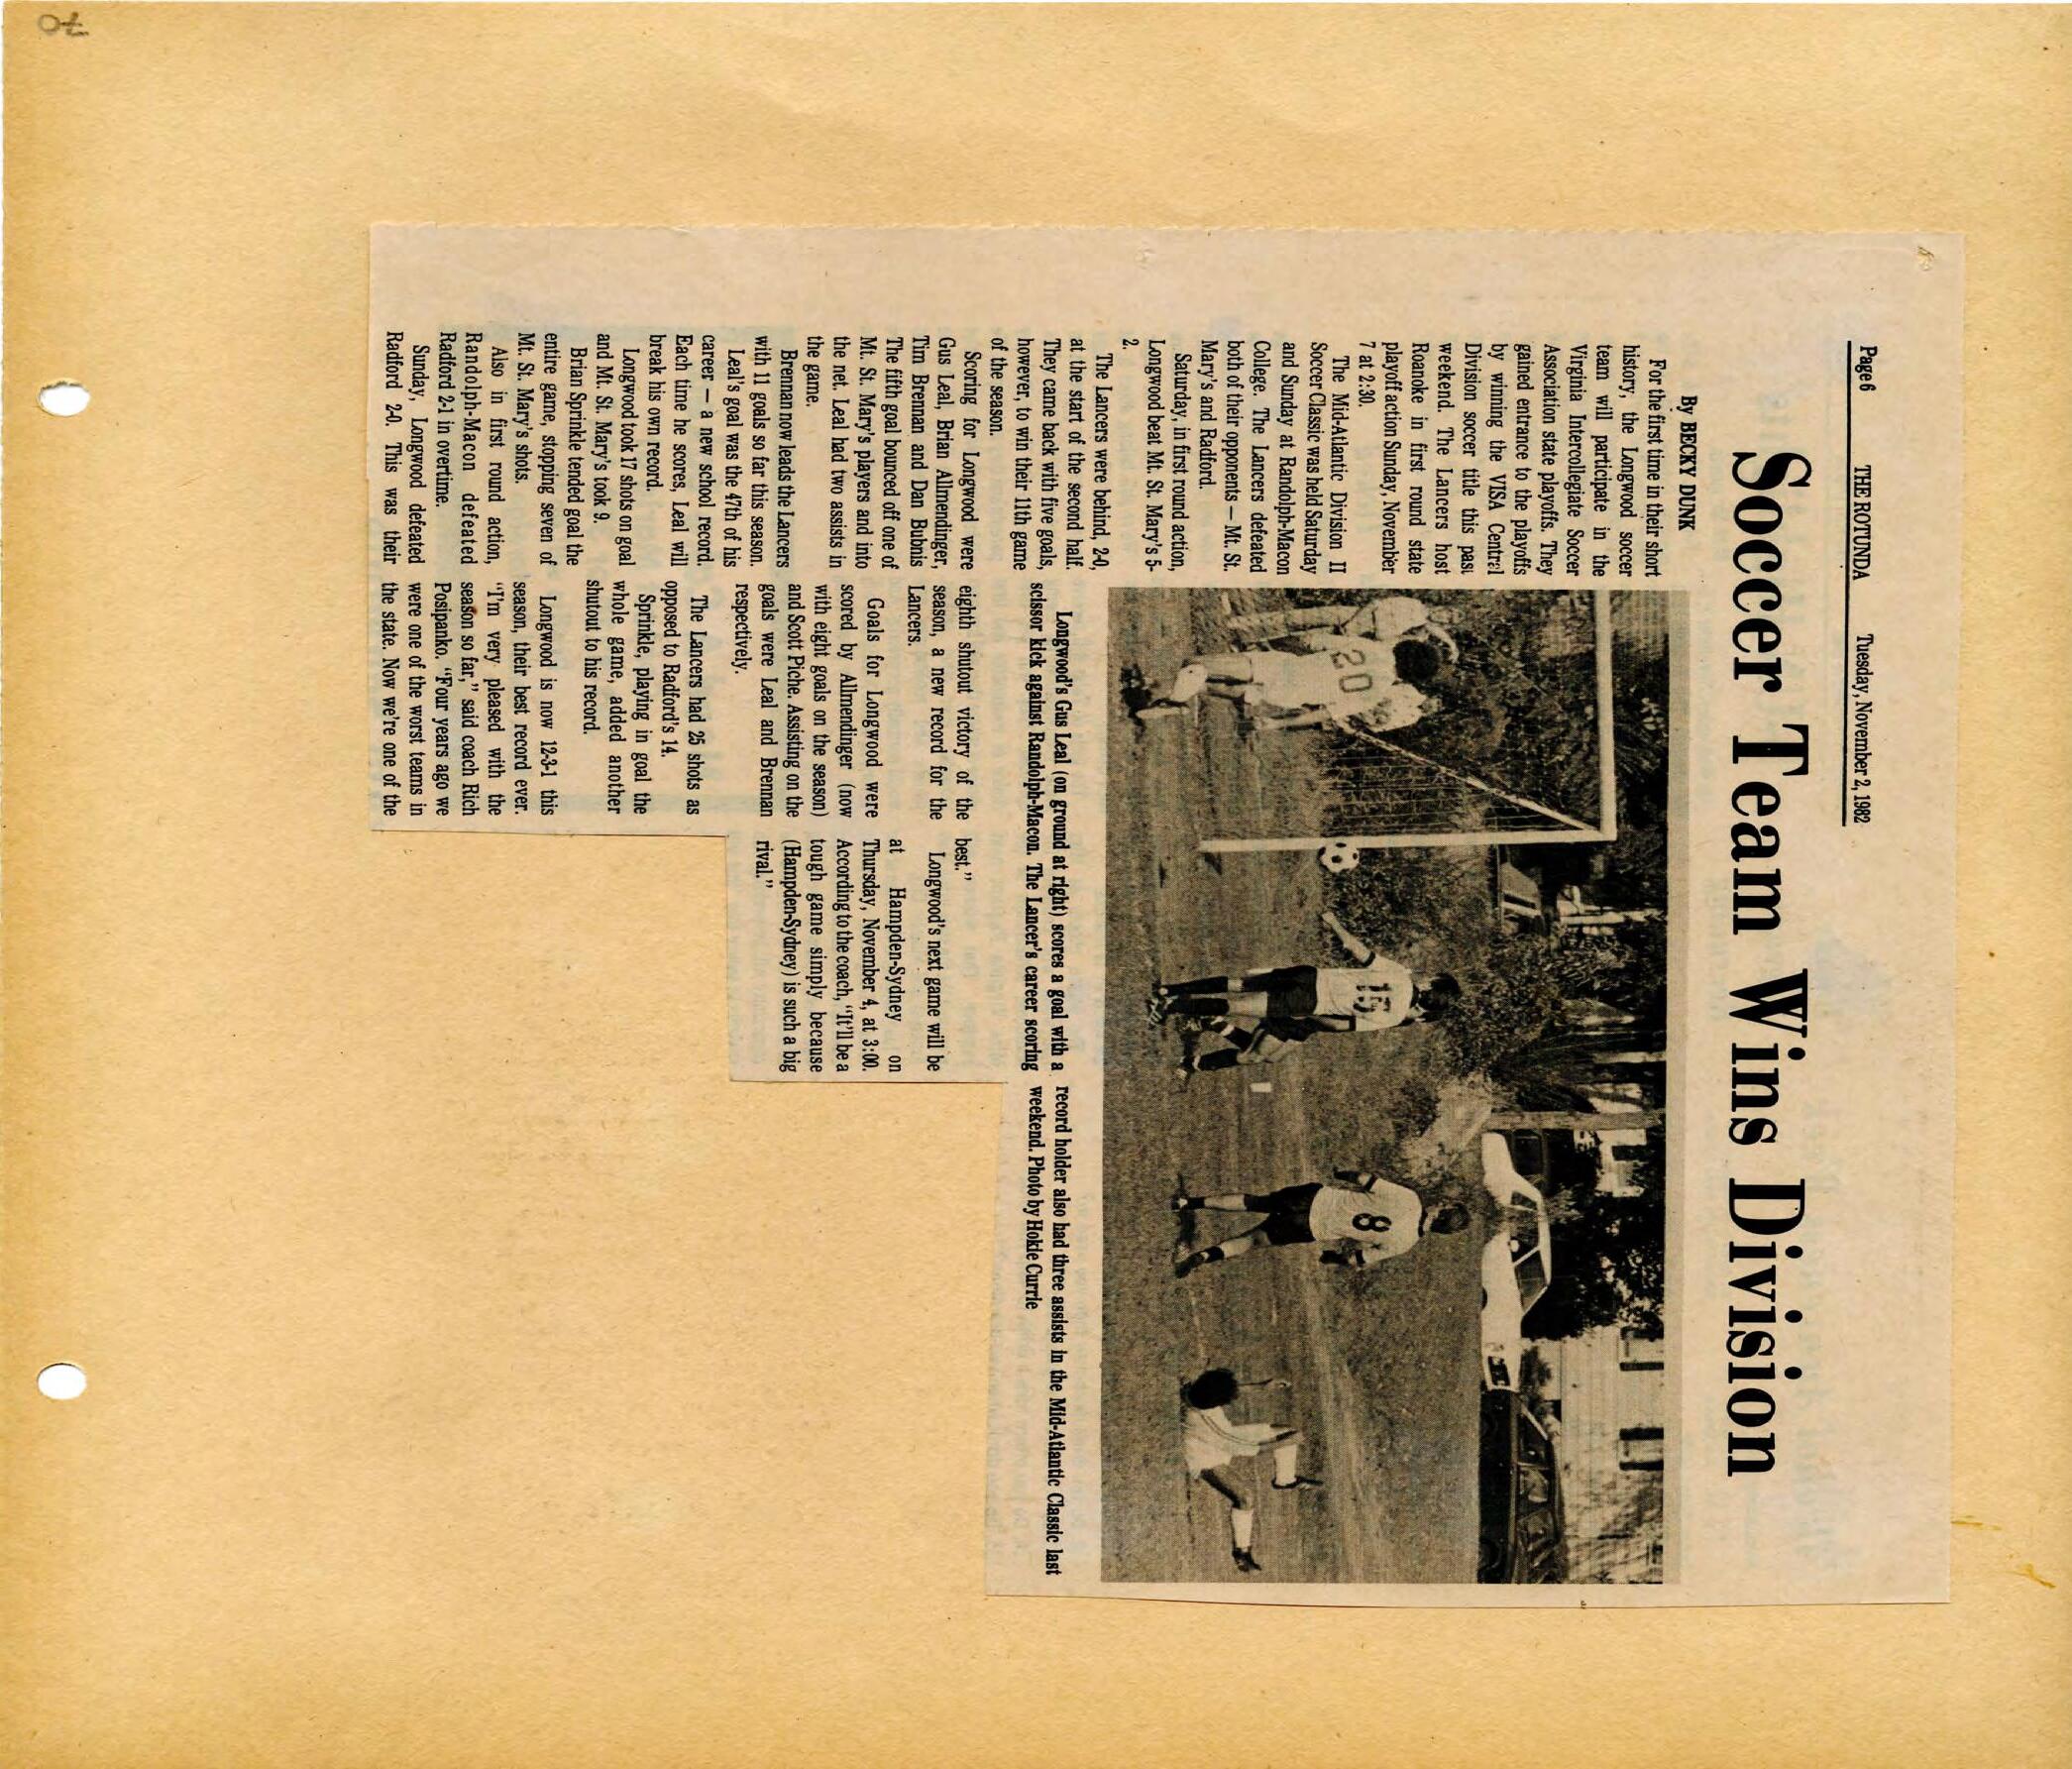 Page 6 THE ROTUNDA Tuesday, November 2, 1982
Soccer Team Wins Division
By BECKY DUNK
For the first time in their short
history, the Longwood soccer
team will participate in the
Virginia Intercollegiate Soccer
Association state playoffs. They
gained entrance to the playoffs
by winning the VISA Central
Division soccer title this past
weekend. The Lancers host
Roanoke in first round state
playoff action Sunday, November
7 at 2:30.
The Mid-Atlantic Division II
Soccer Classic was held Saturday
and Sunday at Randolph-Macon
College. The Lancers defeated
both of their opponents — Mt. St.
Mary's and Radford.
Saturday, in first round action,
Longwood beat Mt. St. Mary's 5-
2.
The Lancers were behind, 2-0,
at the start of the second half.
They came back with five goals,
however, to win their 11th game
of the season.
Scoring for Longwood were
Gus Leal, Brian Allmendinger,
Tim Brennan and Dan Bubnis
The fifth goal bounced off one of
Mt. St. Mary's players and into
the net. Leal had two assists in
the game.
Brennan now leads the Lancers
with 11 goals so far this season.
Leal's goal was the 47th of his
career — a new school record.
Each time he scores, Leal will
break his own record.
Longwood took 17 shots on goal
and Mt. St. Mary's took 9.
Brian Sprinkle tended goal the
entire game, stopping seven of
Mt. St. Mary's shots.
Also in first round action,
Randolph-Macon defeated
Radford 2-1 in overtime.
Sunday, Longwood defeated
Radford 2-0. This was their
20
15
8
Longwood's Gus Leal (on ground at right) scores a goal with a
scissor kick against Randolph-Macon. The Lancer's career scoring
record holder also had three assists in the Mid-Atlantic Classic last
weekend. Photo by Hokie Currie
eighth shutout victory of the
season, a new record for the
Lancers.
Goals for Longwood were
scored by Allmendinger (now
with eight goals on the season)
and Scott Piche. Assisting on the
goals were Leal and Brennan
respectively.
The Lancers had 25 shots as
opposed to Radford's 14.
Sprinkle, playing in goal the
whole game, added another
shutout to his record.
Longwood is now 12-3-1 this
season, their best record ever.
"I'm very pleased with the
season so far," said coach Rich
Posipanko. "Four years ago we
were one of the worst teams in
the state. Now we're one of the
best."
Longwood's next game will be
at Hampden-Sydney on
Thursday, November 4, at 3:00.
According to the coach, "It'll be a
tough game simply because
(Hampden-Sydney) is such a big
rival."
70